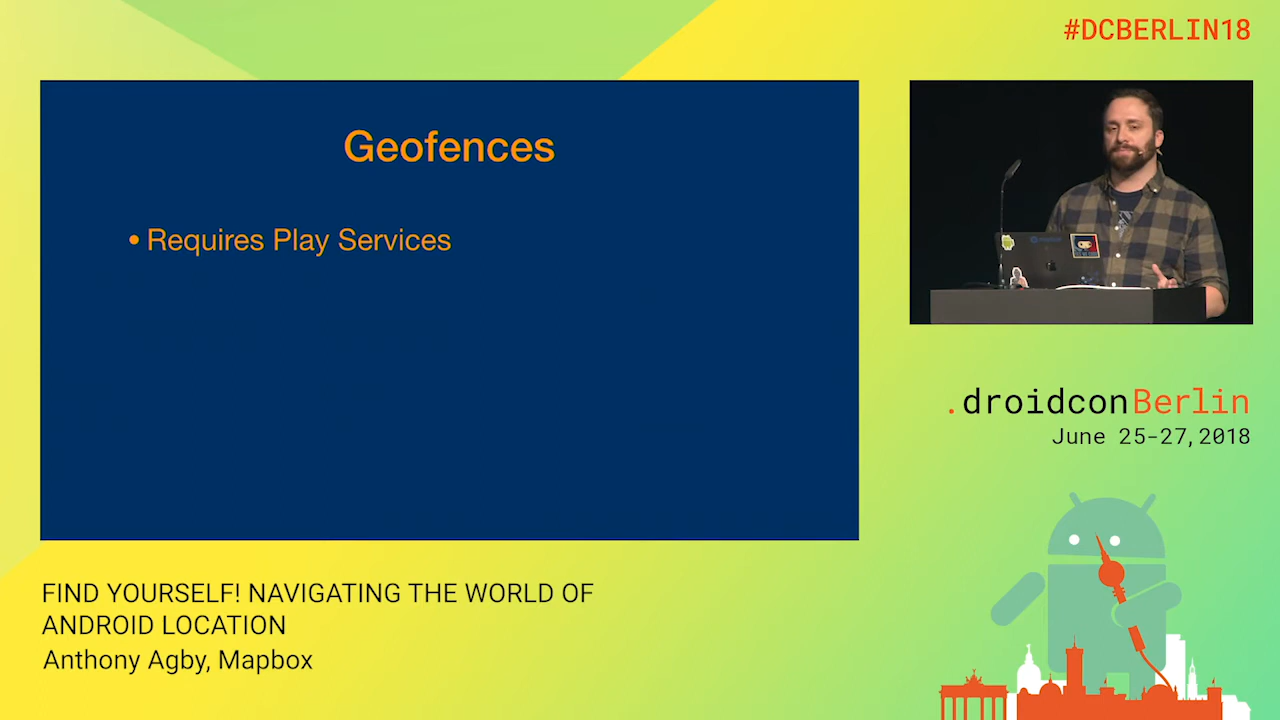 #DCBERLIN18
Geofences
• Requires Play Services
.droidconBerlin
June 25-27,2018
FIND YOURSELF! NAVIGATING THE WORLD OF
ANDROID LOCATION
Anthony Agby, Mapbox